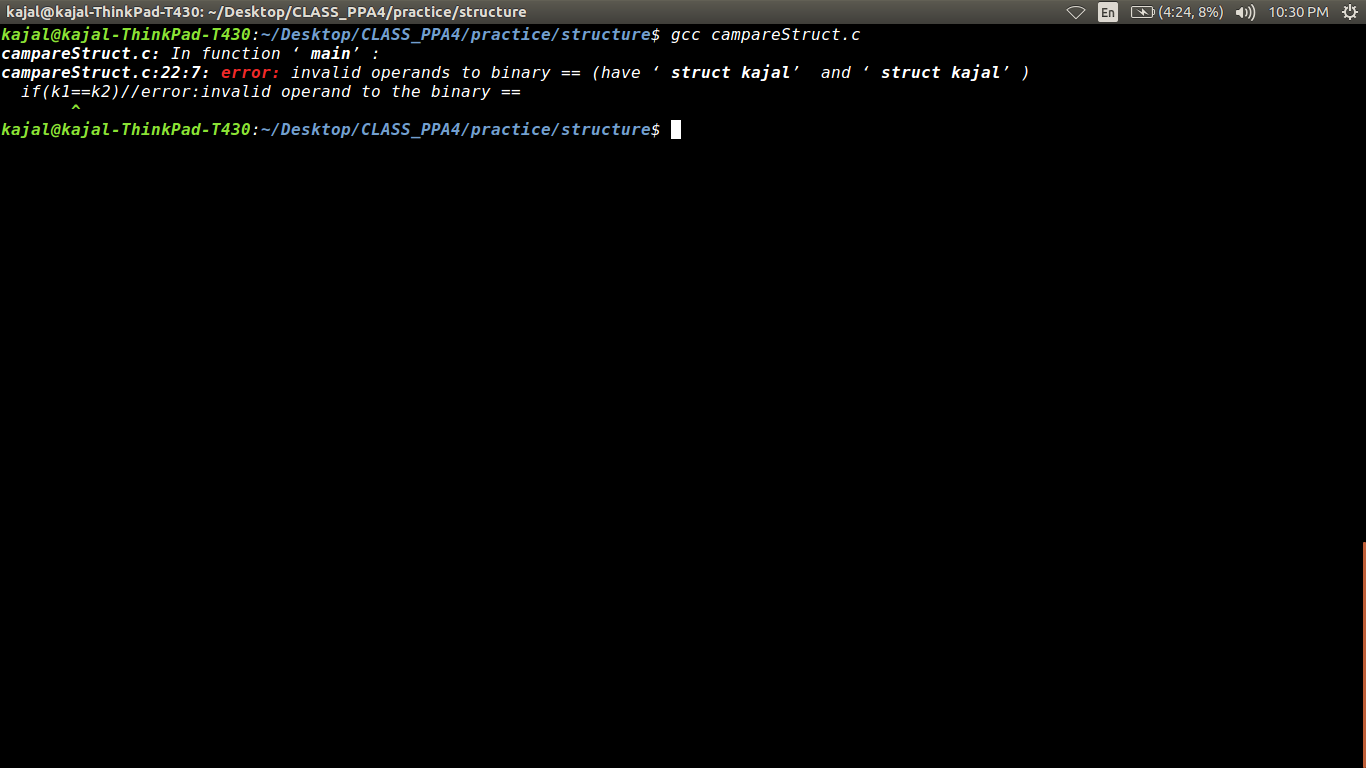 kajal@kajal-ThinkPad-T430: ~/Desktop/CLASS_PPA4/practice/structure En (4:24, 8%) 10:30 PM
kajal@kajal-ThinkPad-T430:~/Desktop/CLASS_PPA4/practice/structure$ gcc campareStruct.c
campareStruct.c: In function ‘ main’ :
campareStruct.c:22:7: error: invalid operands to binary == (have ‘ struct kajal’  and ‘ struct kajal’ )
  if(k1==k2)//error:invalid operand to the binary ==
       ^
kajal@kajal-ThinkPad-T430:~/Desktop/CLASS_PPA4/practice/structure$